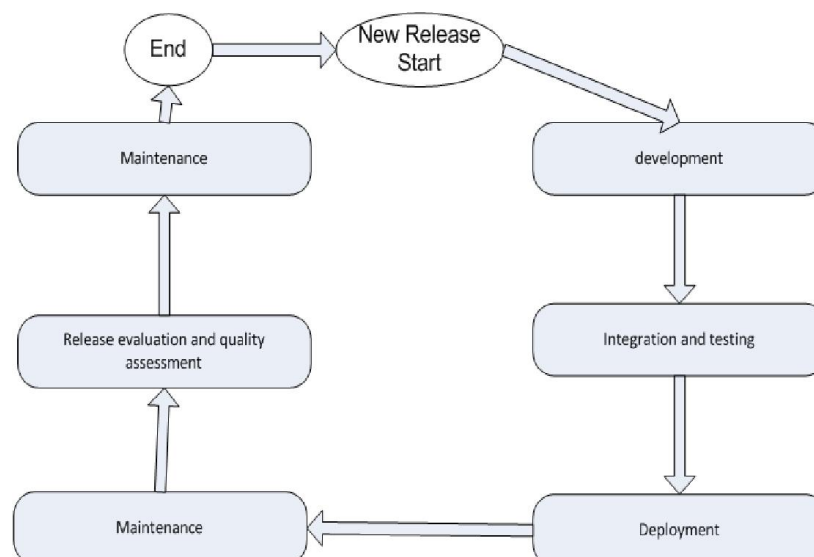 End
New Release
Start
Maintenance
development
Release evaluation and quality
assessment
Integration and testing
Maintenance
Deployment